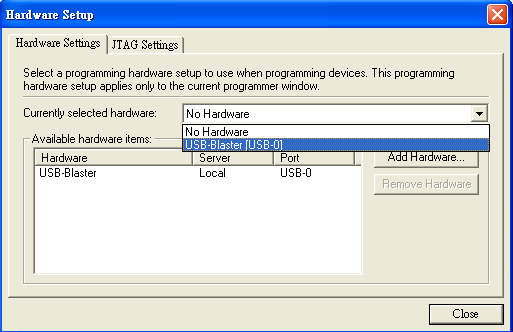 Hardware Setup
Hardware Settings JTAG Settings
Select a programming hardware setup to use when programming devices. This programming
hardware setup applies only to the current programmer window.
Currently selected hardware: No Hardware
No Hardware
USB-Blaster [USB-0]
Available hardware items:
Hardware Server Port
USB-Blaster Local USB-0
Add Hardware...
Remove Hardware
Close